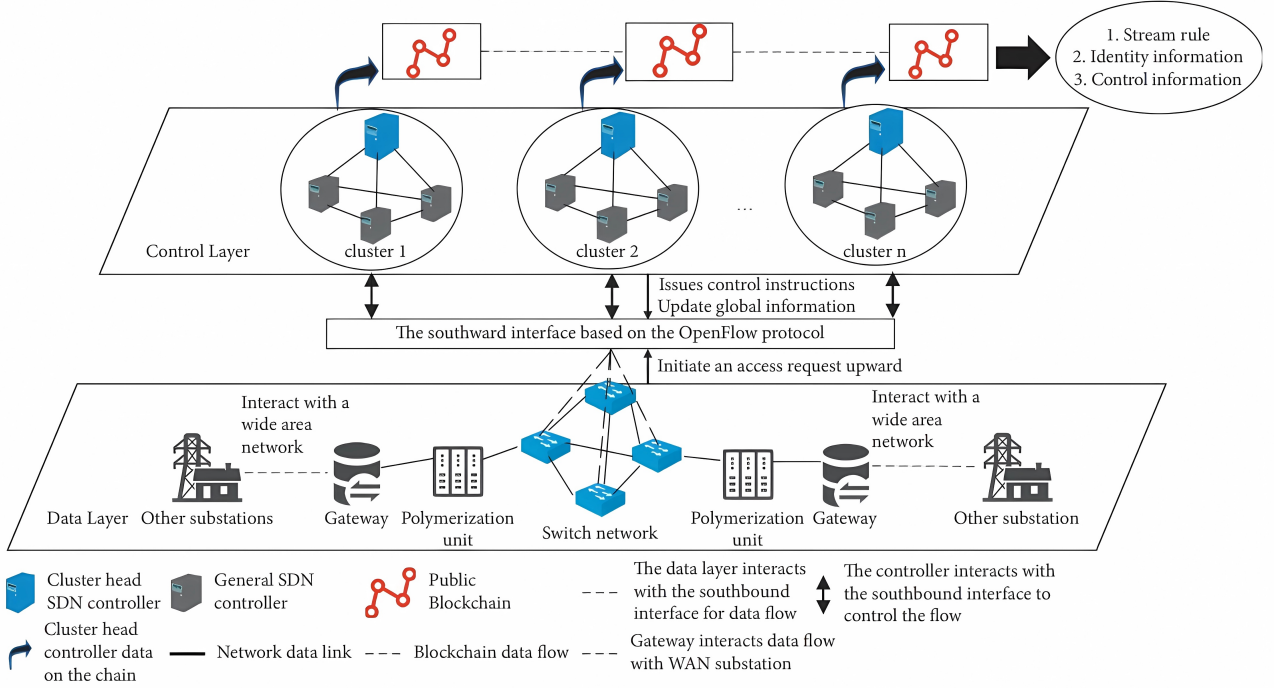 1. Stream rule
2. Identity information
3. Control information
Control Layer
cluster 1
cluster 2
...
cluster n
Issues control instructions
Update global information
The southward interface based on the OpenFlow protocol
Initiate an access request upward
Interact with a
wide area
network
Interact with a
wide area
network
Data Layer
Other substations
Gateway
Polymerization
unit
Switch network
Polymerization
unit
Gateway
Other substation
Cluster head
SDN controller
General SDN
controller
Public
Blockchain
The data layer interacts
with the southbound
interface for data flow
The controller interacts with
the southbound interface to
control the flow
Cluster head
controller data
on the chain
Network data link
Blockchain data flow
Gateway interacts data flow
with WAN substation